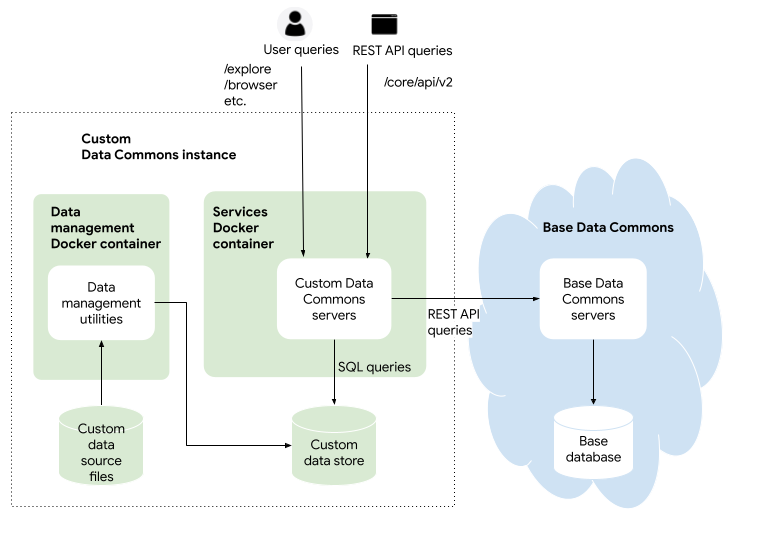 User queries
REST API queries
/explore
/browser
etc.
/core/api/v2
Custom
Data Commons instance
Data
management
Docker container
Services
Docker
container
Base Data Commons
Data
management
utilities
Custom Data
Commons
servers
Base Data
Commons
servers
REST API
queries
SQL queries
Custom
data
source
files
Custom
data store
Base
database